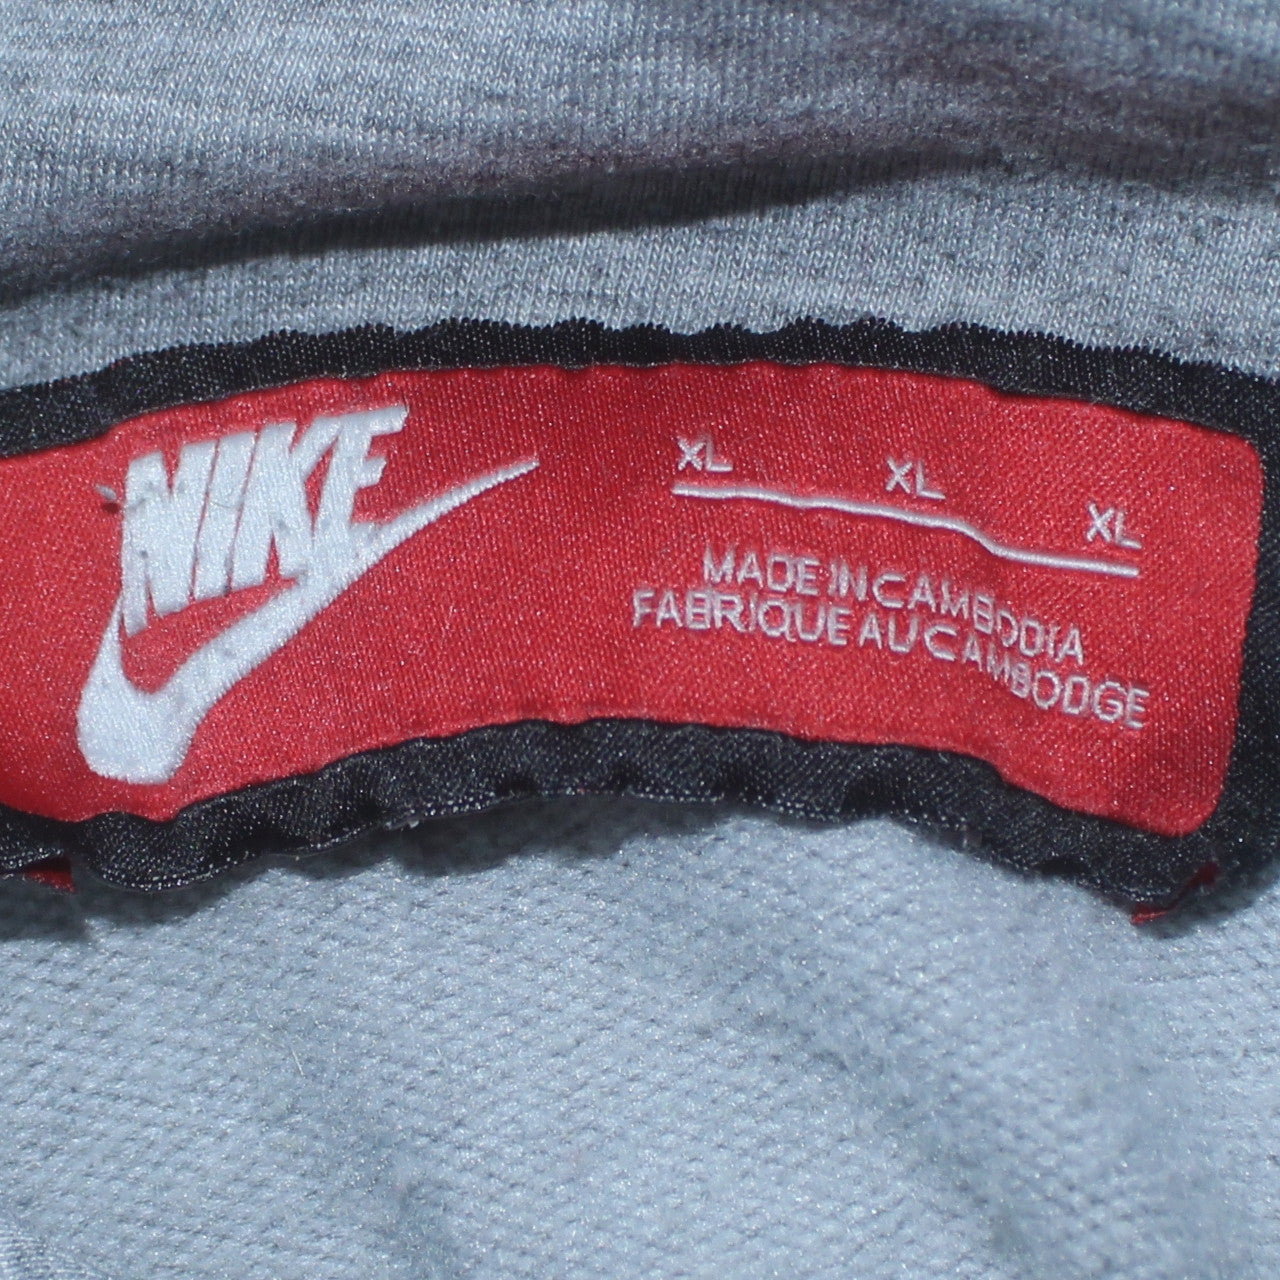 NIKE
XL XL XL
MADE IN CAMBODIA
FABRIQUE AU CAMBODGE